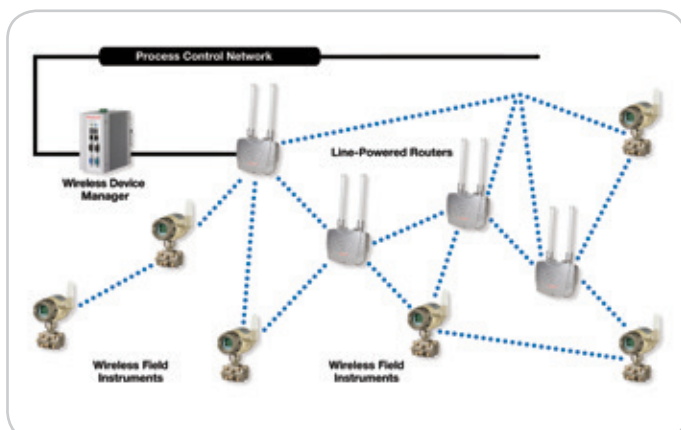 Process Control Network
Line-Powered Routers
Wireless Device
Manager
Wireless Field
Instruments
Wireless Field
Instruments